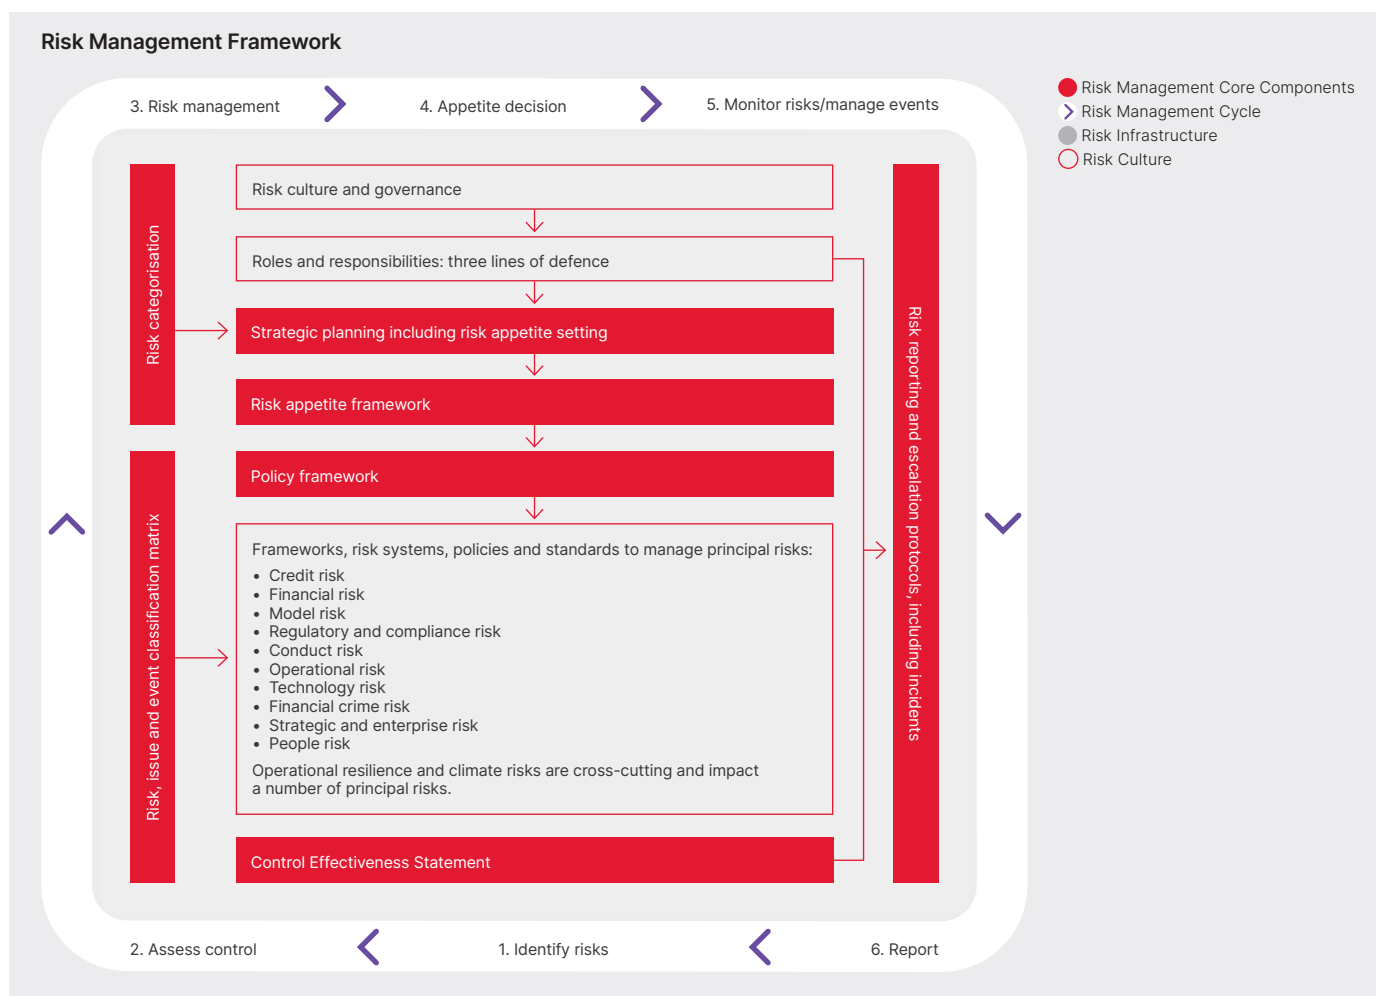 Risk Management Framework
3. Risk management
4. Appetite decision
5. Monitor risks/manage events
Risk Management Core Components
Risk Management Cycle
Risk Infrastructure
Risk Culture
Risk categorisation
Risk, issue and event classification matrix
Risk culture and governance
Roles and responsibilities: three lines of defence
Strategic planning including risk appetite setting
Risk appetite framework
Policy framework
Frameworks, risk systems, policies and standards to manage principal risks:
• Credit risk
• Financial risk
• Model risk
• Regulatory and compliance risk
• Conduct risk
• Operational risk
• Technology risk
• Financial crime risk
• Strategic and enterprise risk
• People risk
Operational resilience and climate risks are cross-cutting and impact
a number of principal risks.
Control Effectiveness Statement
Risk reporting and escalation protocols, including incidents
2. Assess control
1. Identify risks
6. Report